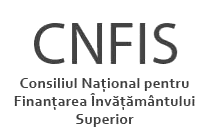 CNFIS
Consiliul Național pentru
Finanțarea Învățământului
Superior